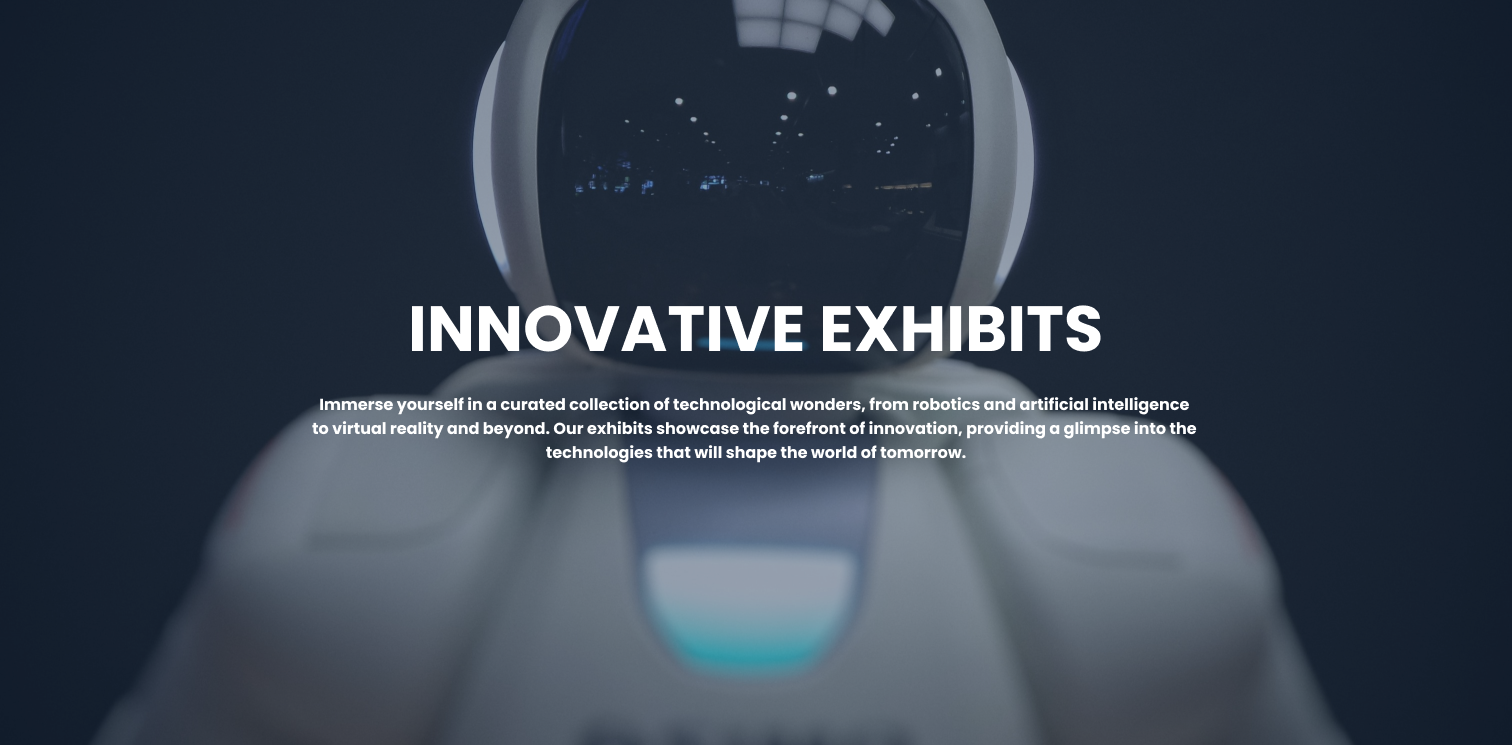 INNOVATIVE EXHIBITS
Immerse yourself in a curated collection of technological wonders, from robotics and artificial intelligence
to virtual reality and beyond. Our exhibits showcase the forefront of innovation, providing a glimpse into the
technologies that will shape the world of tomorrow.